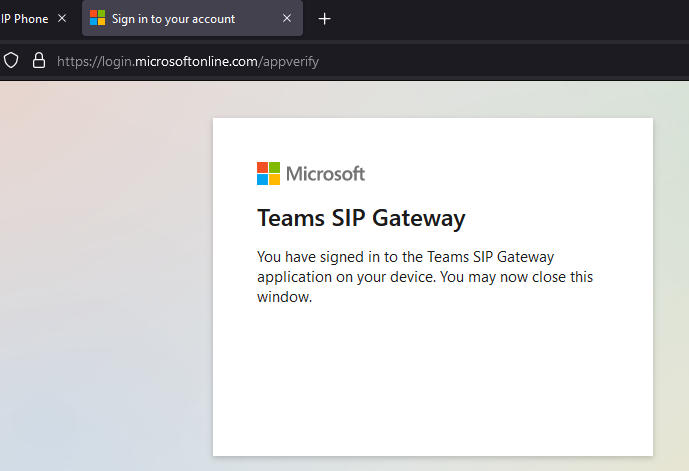 IP Phone
Sign in to your account
https://login.microsoftonline.com/appverify
Microsoft
Teams SIP Gateway
You have signed in to the Teams SIP Gateway
application on your device. You may now close this
window.